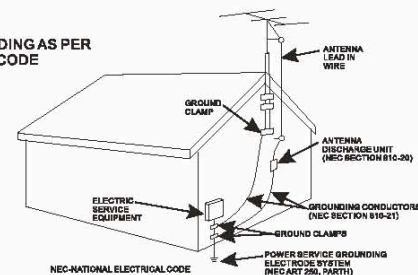 DING AS PER
CODE
ANTENNA
LEAD IN
WIRE
GROUND
CLAMP
ANTENNA
DISCHARGE UNIT
(NEC SECTION 810-20)
ELECTRIC
SERVICE
EQUIPMENT
GROUNDING CONDUCTORS
(NEC SECTION 810-21)
GROUND CLAMPS
POWER SERVICE GROUNDING
ELECTRODE SYSTEM
(NEC ART 250, PART H)
NEC-NATIONAL ELECTRICAL CODE